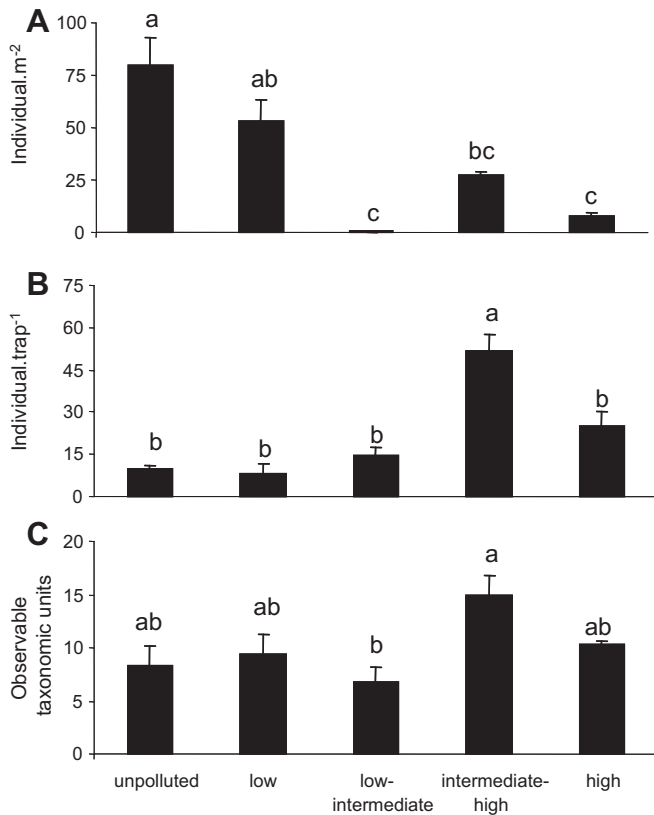 A
Individual.m⁻²
100
75
50
25
0
a
ab
c
bc
c
B
Individual.trap⁻¹
75
60
45
30
15
0
b
b
b
a
b
C
Observable
taxonomic units
20
15
10
5
0
ab
ab
b
a
ab
unpolluted
low
low-
intermediate
intermediate-
high
high